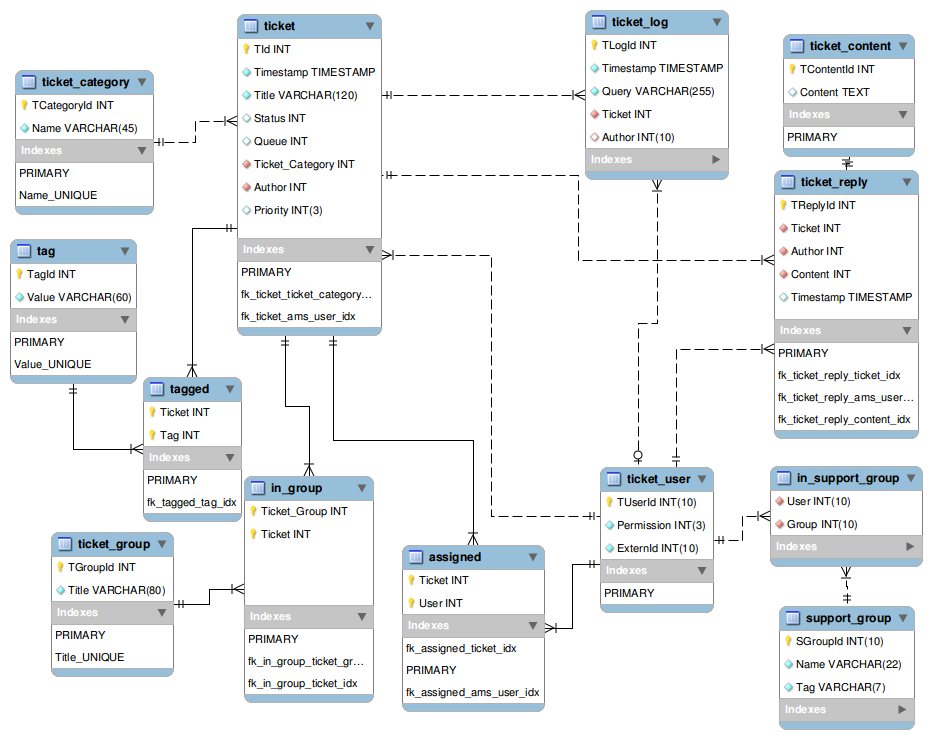 ticket
TId INT
Timestamp TIMESTAMP
Title VARCHAR(120)
Status INT
Queue INT
Ticket_Category INT
Author INT
Priority INT(3)
Indexes
PRIMARY
fk_ticket_ticket_category...
fk_ticket_ams_user_idx
ticket_log
TLogId INT
Timestamp TIMESTAMP
Query VARCHAR(255)
Ticket INT
Author INT(10)
Indexes
ticket_content
TContentId INT
Content TEXT
Indexes
PRIMARY
ticket_category
TCategoryId INT
Name VARCHAR(45)
Indexes
PRIMARY
Name_UNIQUE
ticket_reply
TReplyId INT
Ticket INT
Author INT
Content INT
Timestamp TIMESTAMP
Indexes
PRIMARY
fk_ticket_reply_ticket_idx
fk_ticket_reply_ams_user...
fk_ticket_reply_content_idx
tag
TagId INT
Value VARCHAR(60)
Indexes
PRIMARY
Value_UNIQUE
tagged
Ticket INT
Tag INT
Indexes
PRIMARY
fk_tagged_tag_idx
in_group
Ticket_Group INT
Ticket INT
Indexes
PRIMARY
fk_in_group_ticket_gr...
fk_in_group_ticket_idx
ticket_user
TUserId INT(10)
Permission INT(3)
ExternId INT(10)
Indexes
PRIMARY
in_support_group
User INT(10)
Group INT(10)
Indexes
ticket_group
TGroupId INT
Title VARCHAR(80)
Indexes
PRIMARY
Title_UNIQUE
assigned
Ticket INT
User INT
Indexes
fk_assigned_ticket_idx
PRIMARY
fk_assigned_ams_user_idx
support_group
SGroupId INT(10)
Name VARCHAR(22)
Tag VARCHAR(7)
Indexes